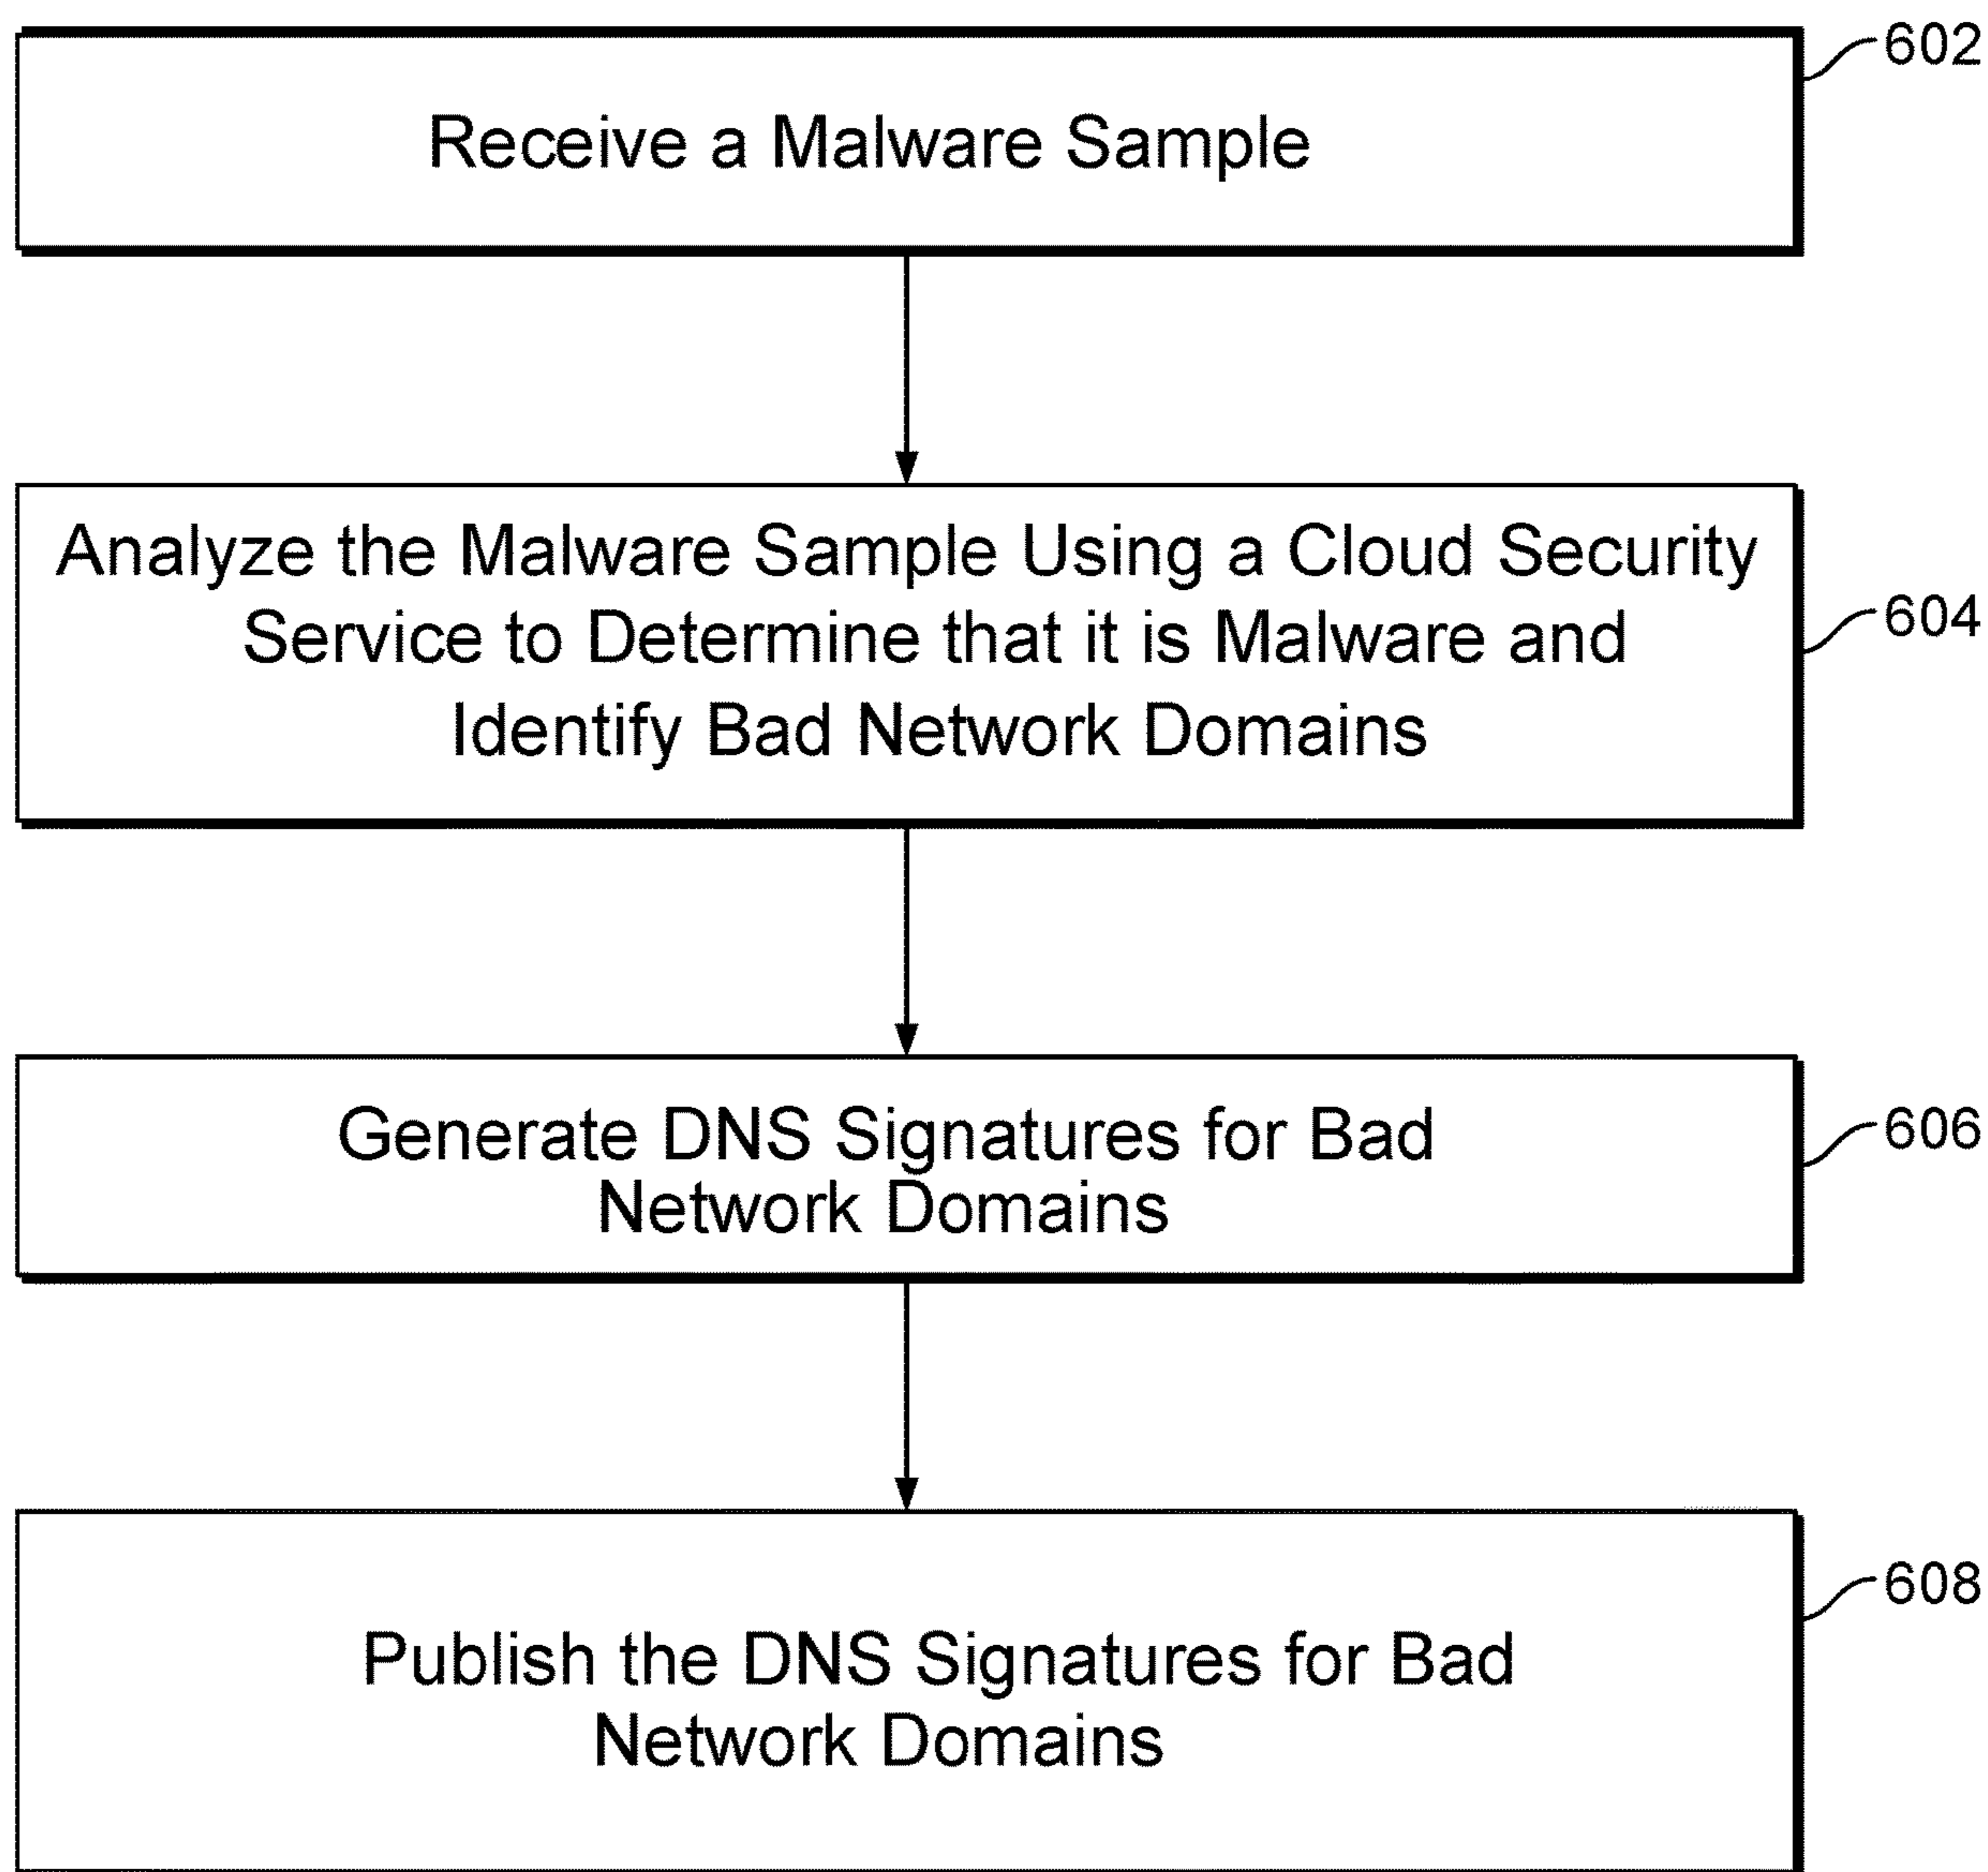 602
Receive a Malware Sample
Analyze the Malware Sample Using a Cloud Security
Service to Determine that it is Malware and
Identify Bad Network Domains
604
Generate DNS Signatures for Bad
Network Domains
606
Publish the DNS Signatures for Bad
Network Domains
608